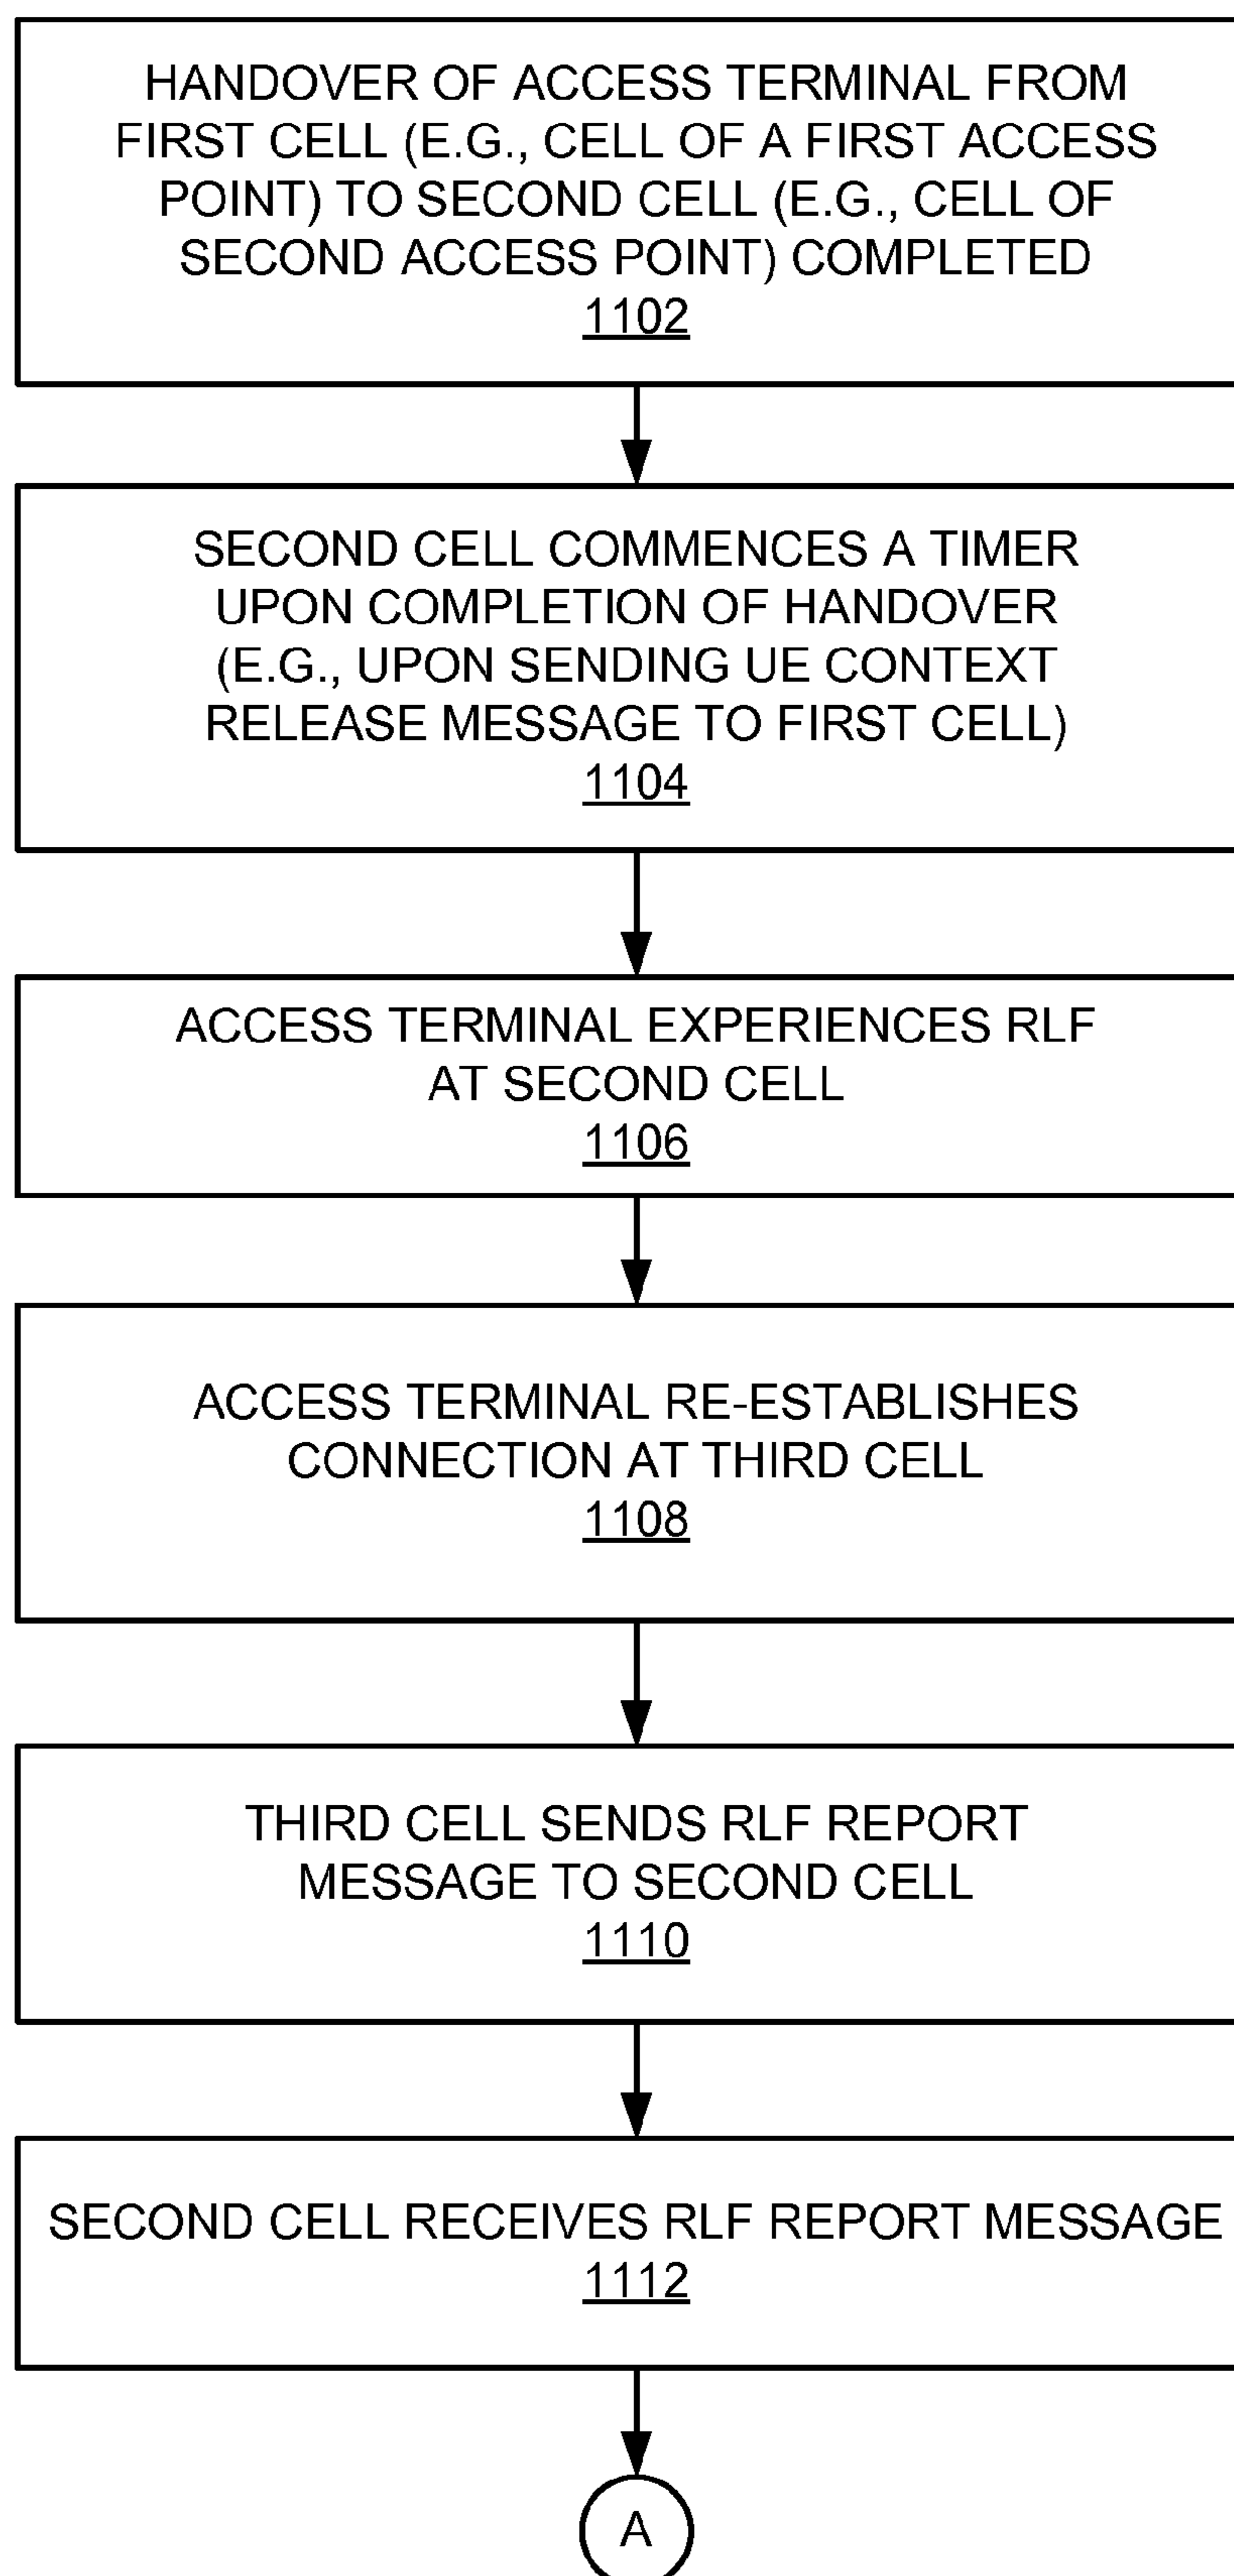 HANDOVER OF ACCESS TERMINAL FROM
FIRST CELL (E.G., CELL OF A FIRST ACCESS
POINT) TO SECOND CELL (E.G., CELL OF
SECOND ACCESS POINT) COMPLETED
1102
SECOND CELL COMMENCES A TIMER
UPON COMPLETION OF HANDOVER
(E.G., UPON SENDING UE CONTEXT
RELEASE MESSAGE TO FIRST CELL)
1104
ACCESS TERMINAL EXPERIENCES RLF
AT SECOND CELL
1106
ACCESS TERMINAL RE-ESTABLISHES
CONNECTION AT THIRD CELL
1108
THIRD CELL SENDS RLF REPORT
MESSAGE TO SECOND CELL
1110
SECOND CELL RECEIVES RLF REPORT MESSAGE
1112
A